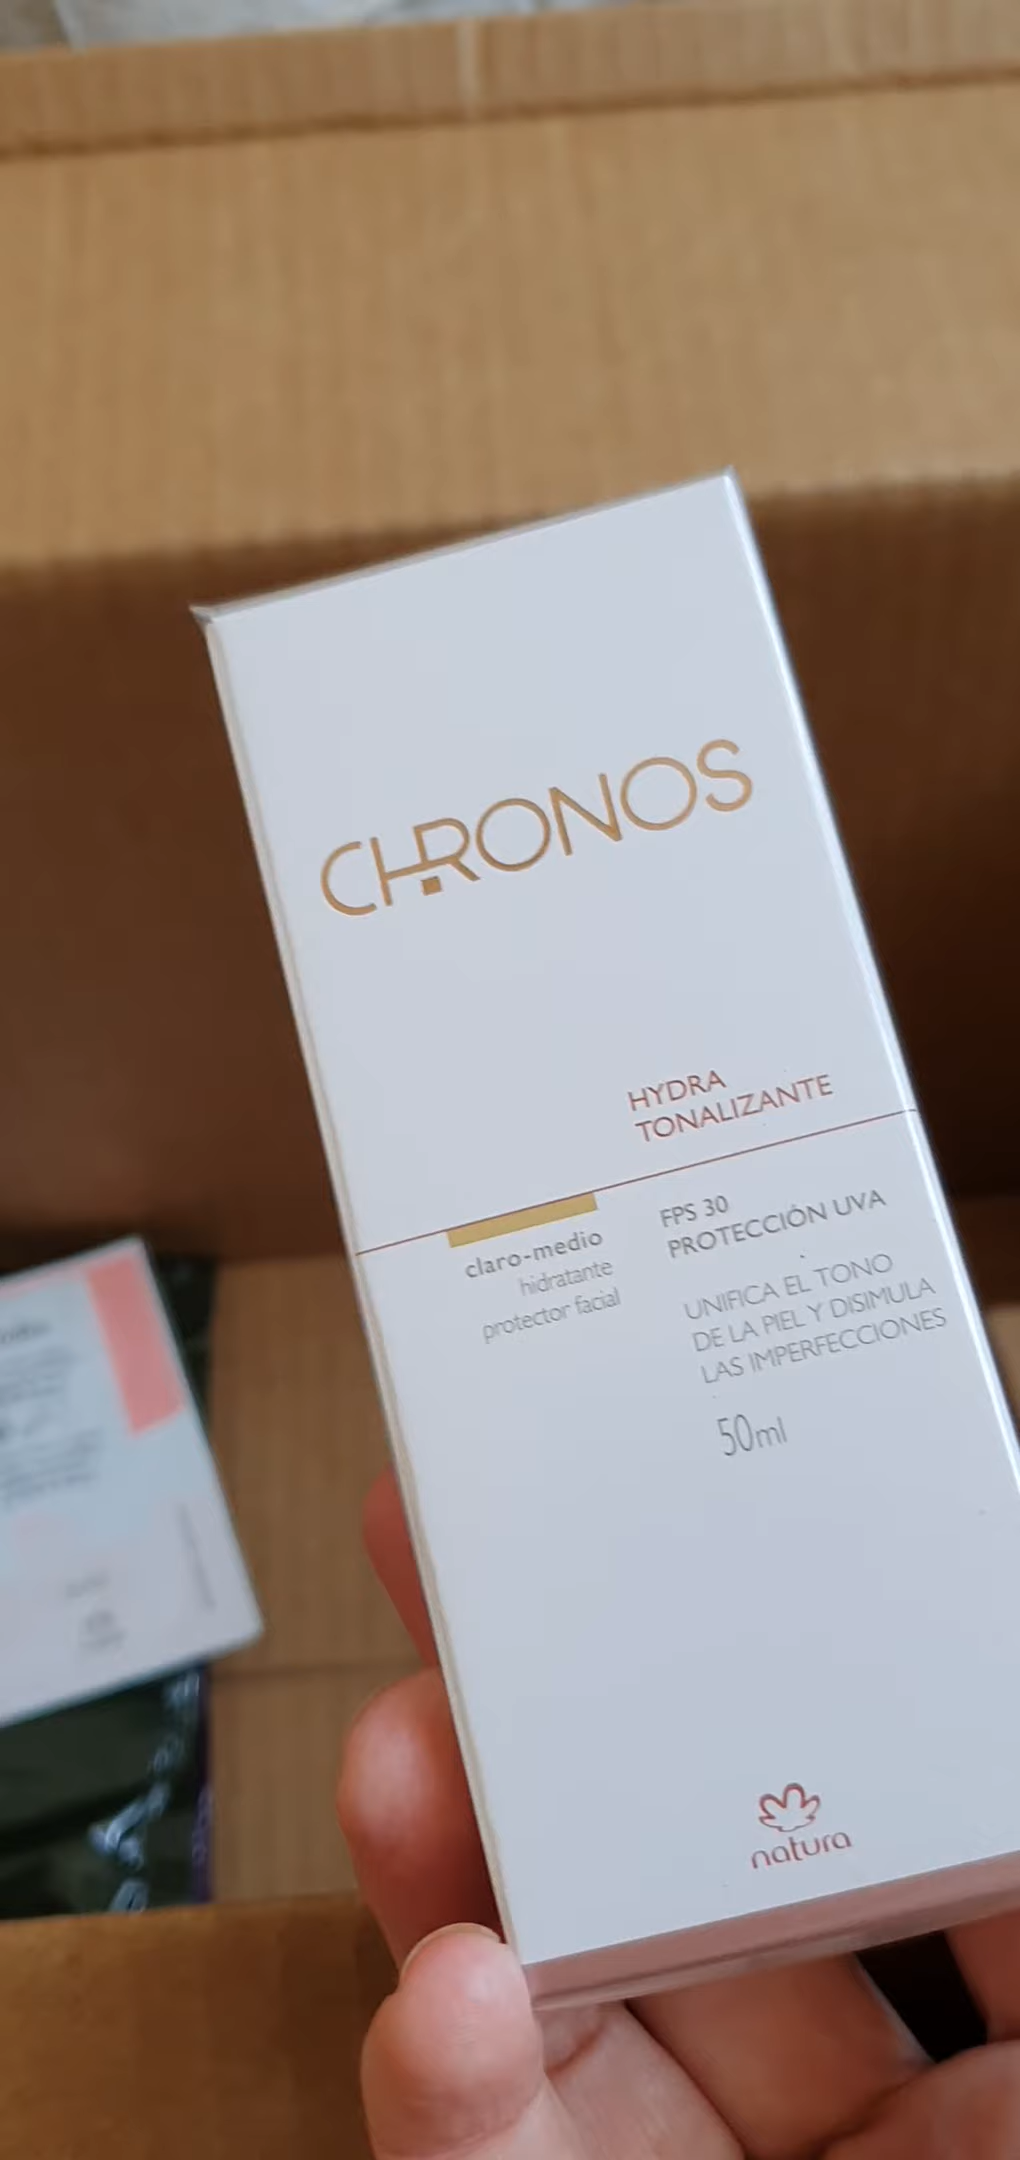 CHRONOS
HYDRA
TONALIZANTE
claro-medio
hidratante
protector facial
FPS 30
PROTECCIÓN UVA
UNIFICA EL TONO
DE LA PIEL Y DISIMULA
LAS IMPERFECCIONES
50ml
natura